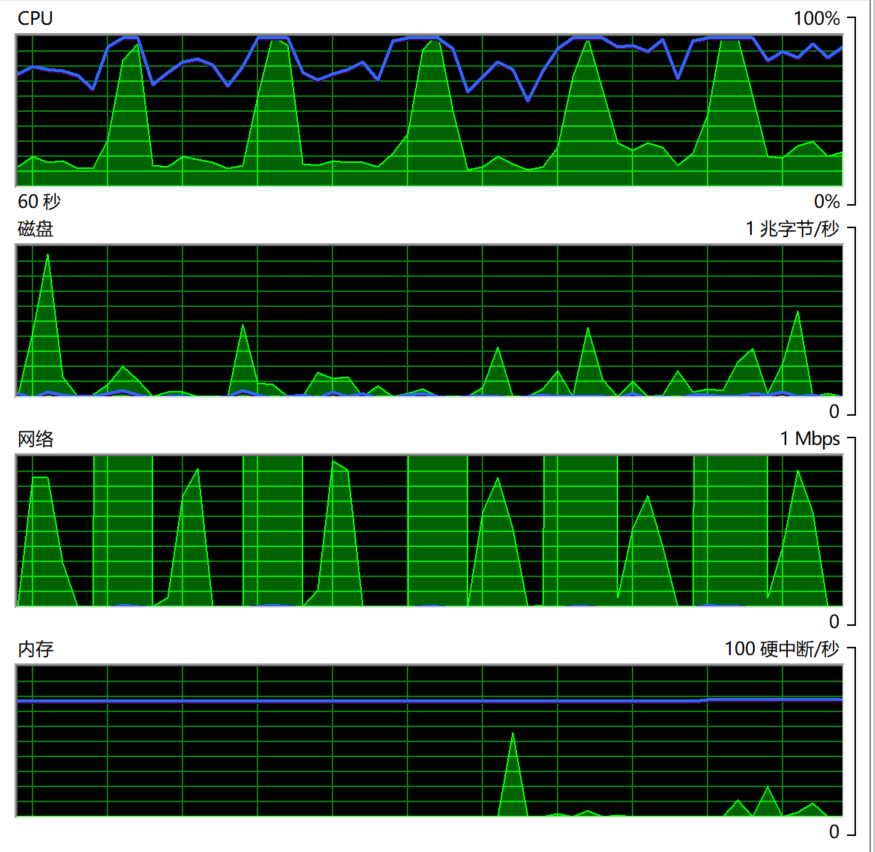 CPU 100%
60 秒 0%
磁盘 1 兆字节/秒
0
网络 1 Mbps
0
内存 100 硬中断/秒
0